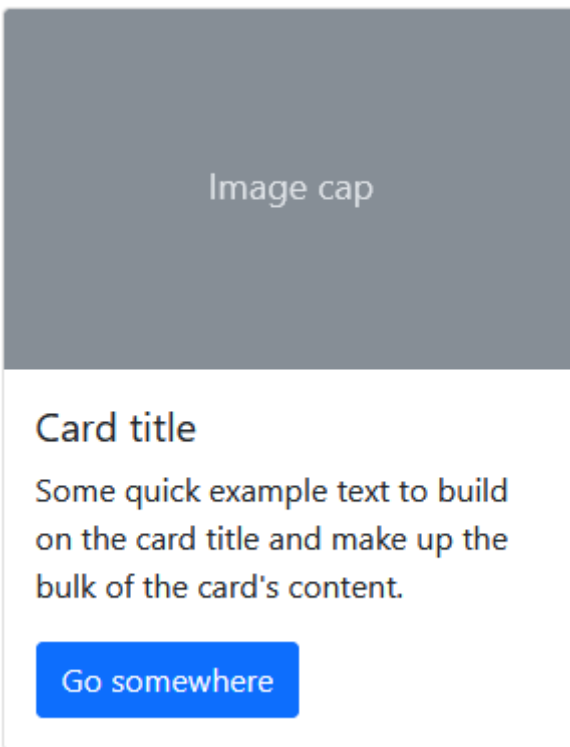 Image cap
Card title
Some quick example text to build
on the card title and make up the
bulk of the card's content.
Go somewhere